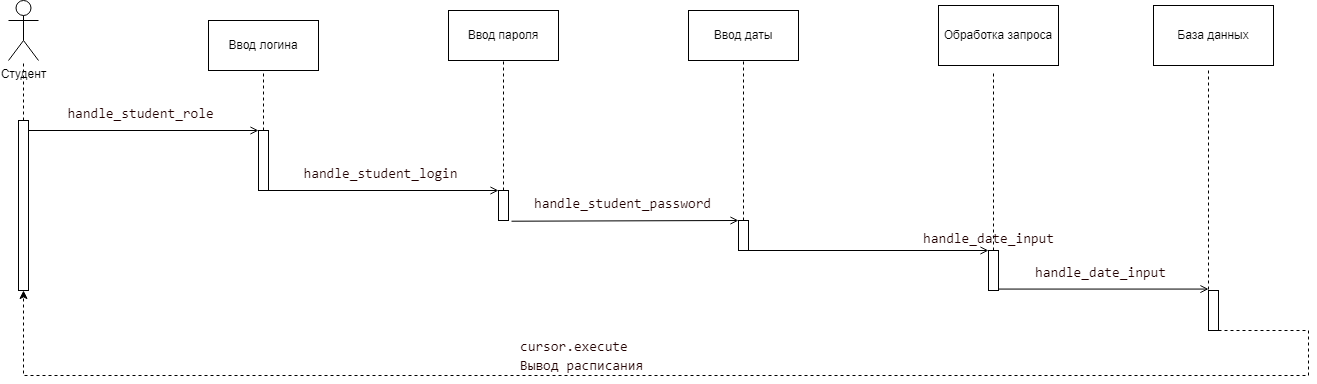 Студент
Ввод логина
Ввод пароля
Ввод даты
Обработка запроса
База данных
handle_student_role
handle_student_login
handle_student_password
handle_date_input
handle_date_input
cursor.execute
Вывод расписания